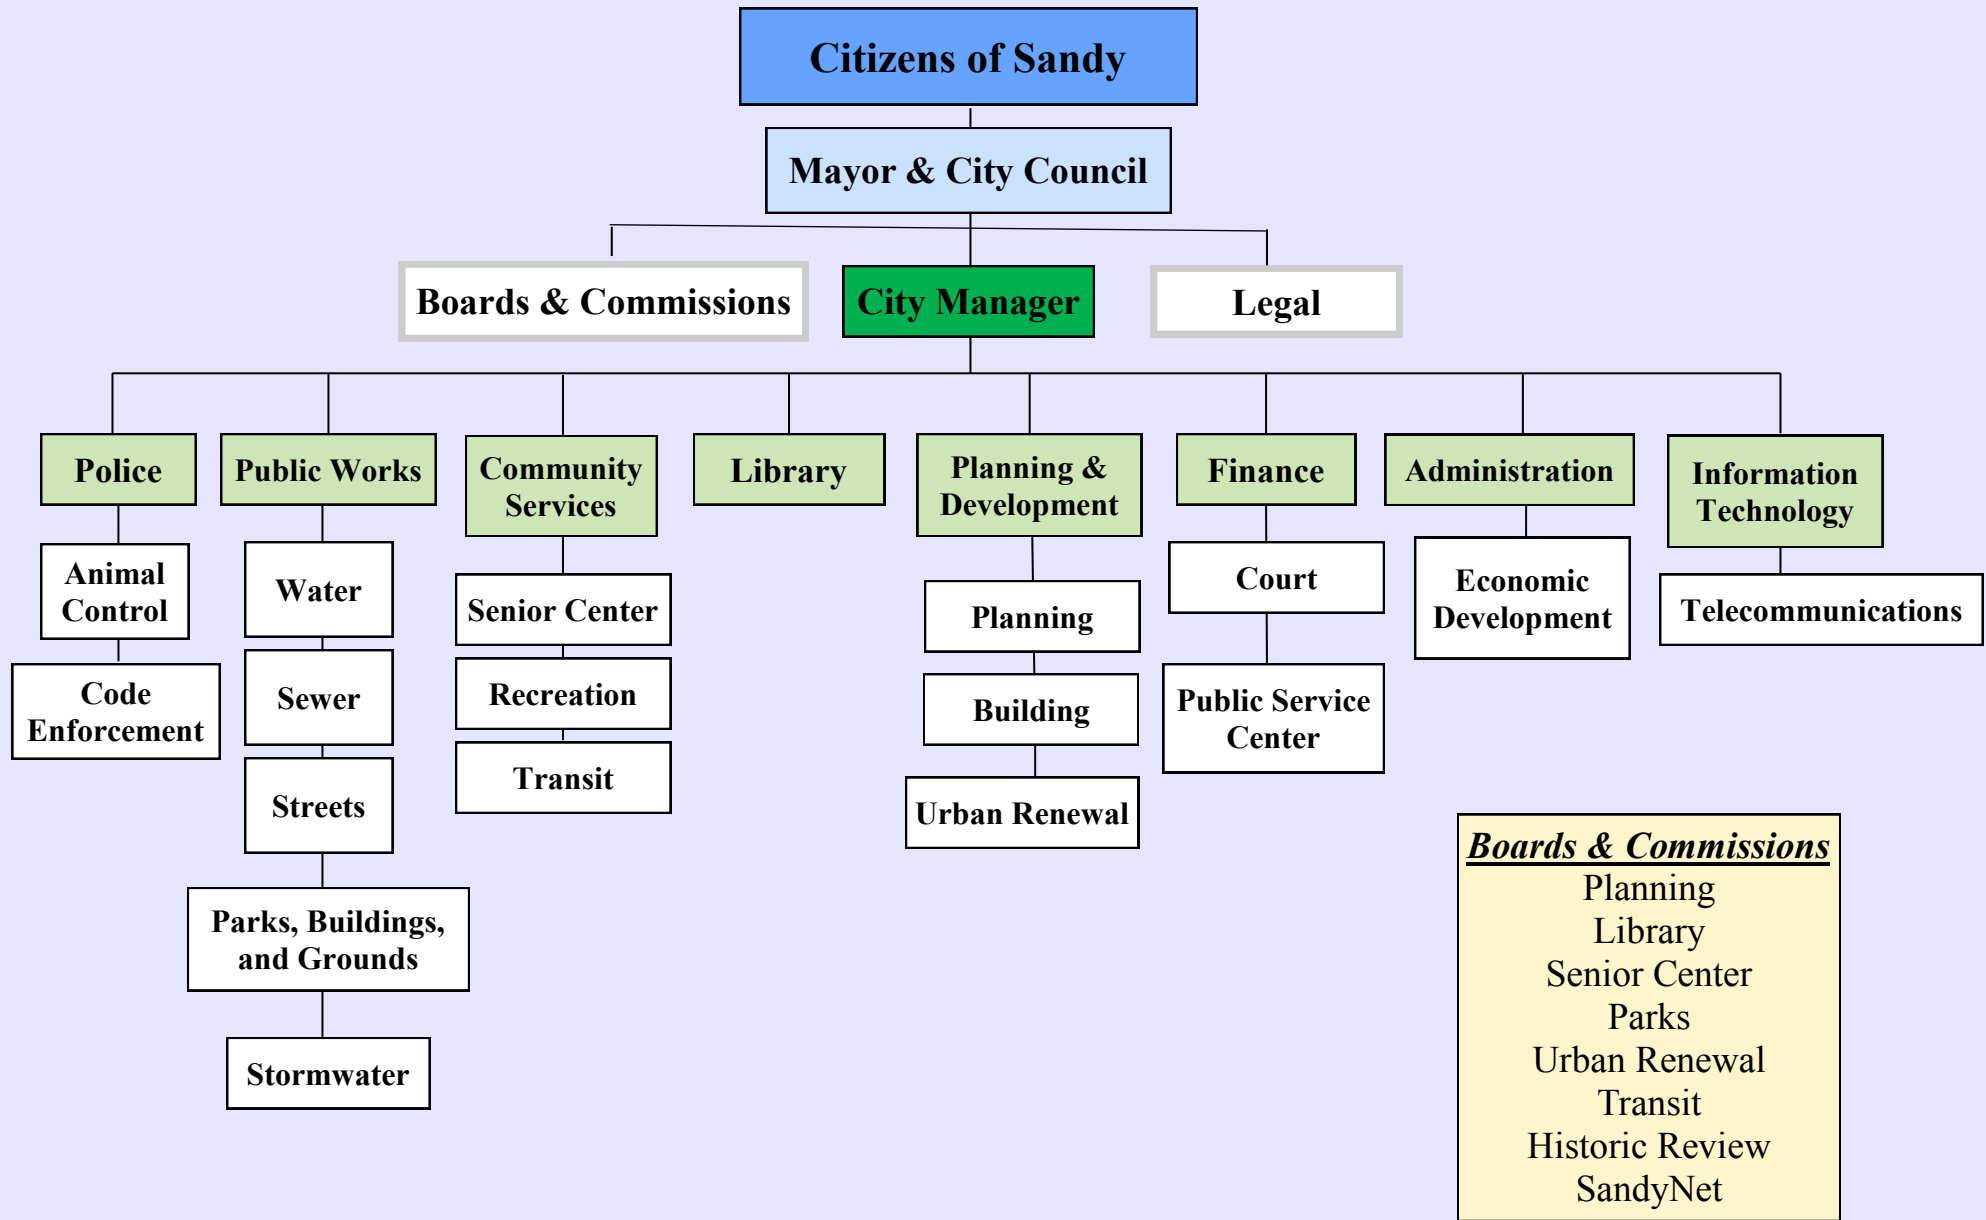 Citizens of Sandy
Mayor & City Council
Boards & Commissions
City Manager
Legal
Police
Public Works
Community
Services
Library
Planning &
Development
Finance
Administration
Information
Technology
Animal
Control
Code
Enforcement
Water
Sewer
Streets
Parks, Buildings,
and Grounds
Stormwater
Senior Center
Recreation
Transit
Planning
Building
Urban Renewal
Court
Public Service
Center
Economic
Development
Telecommunications
Boards & Commissions
Planning
Library
Senior Center
Parks
Urban Renewal
Transit
Historic Review
SandyNet